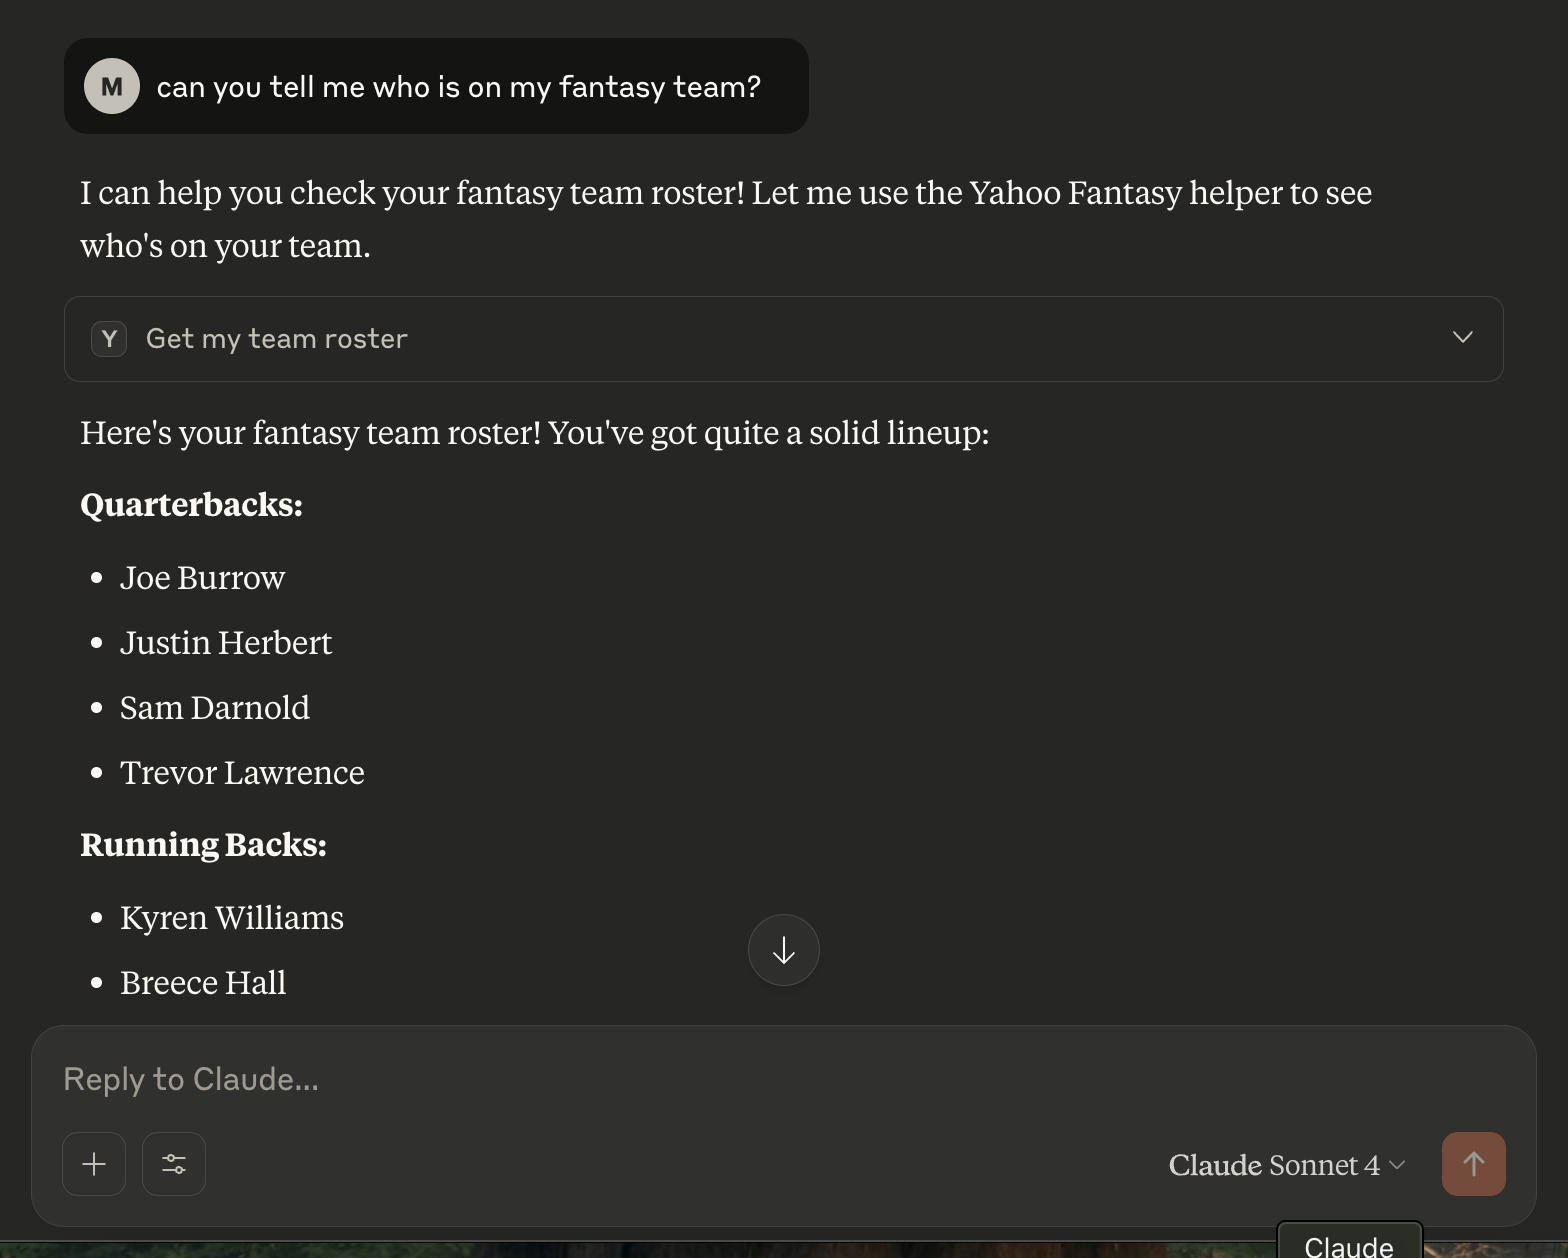 M can you tell me who is on my fantasy team?
I can help you check your fantasy team roster! Let me use the Yahoo Fantasy helper to see
who's on your team.
Y Get my team roster
Here's your fantasy team roster! You've got quite a solid lineup:
Quarterbacks:
• Joe Burrow
• Justin Herbert
• Sam Darnold
• Trevor Lawrence
Running Backs:
• Kyren Williams
• Breece Hall
Reply to Claude...
Claude Sonnet 4
Claude